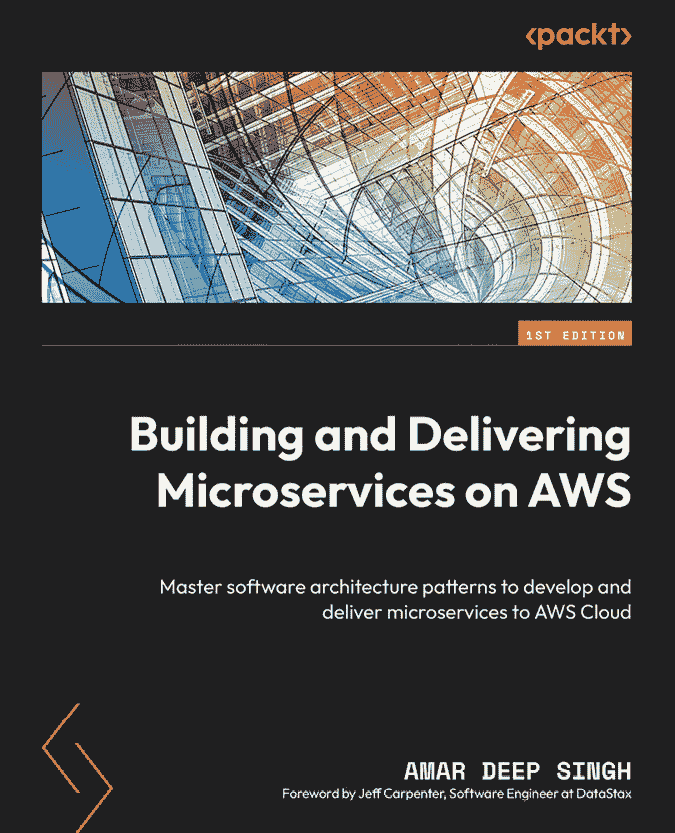 <packt>
1ST EDITION
Building and Delivering
Microservices on AWS
Master software architecture patterns to develop and
deliver microservices to AWS Cloud
AMAR DEEP SINGH
Foreword by Jeff Carpenter, Software Engineer at DataStax